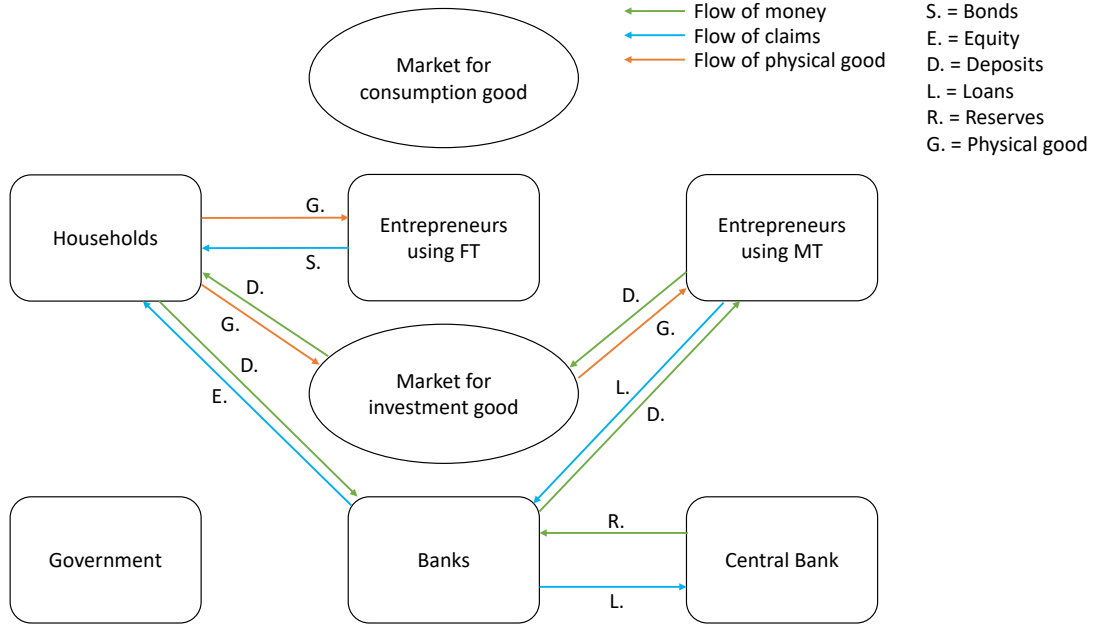 Flow of money
Flow of claims
Flow of physical good
S. = Bonds
E. = Equity
D. = Deposits
L. = Loans
R. = Reserves
G. = Physical good
Market for
consumption good
Households
G.
S.
Entrepreneurs
using FT
Entrepreneurs
using MT
D.
G.
D.
G.
Market for
investment good
D.
E.
L.
D.
Government
Banks
R.
L.
Central Bank